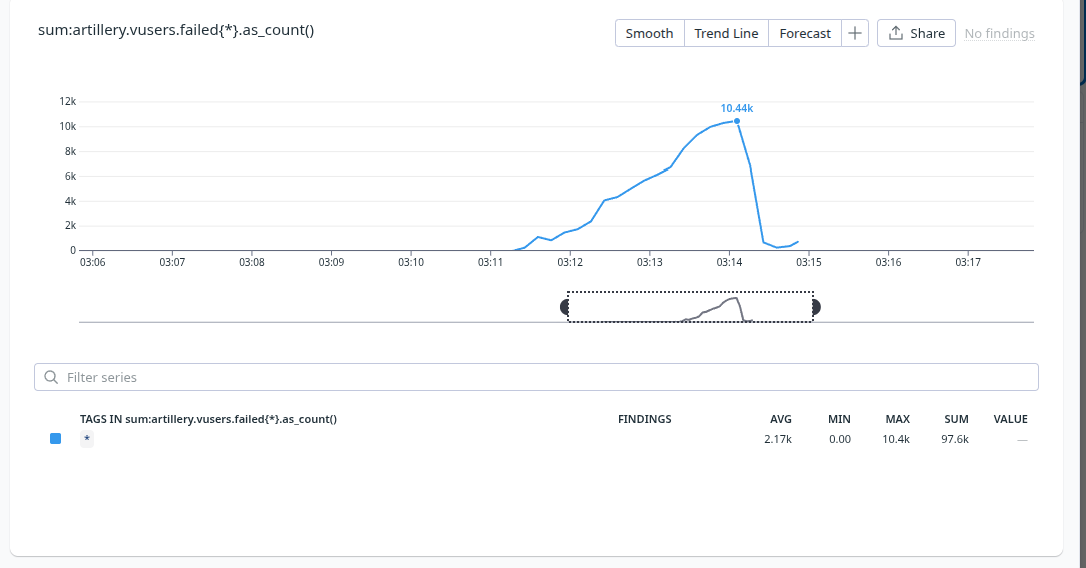 sum:artillery.vusers.failed{*}.as_count()
Smooth Trend Line Forecast + Share No findings
10.44k
12k
10k
8k
6k
4k
2k
0
03:06 03:07 03:08 03:09 03:10 03:11 03:12 03:13 03:14 03:15 03:16 03:17
Filter series
TAGS IN sum:artillery.vusers.failed{*}.as_count() FINDINGS AVG MIN MAX SUM VALUE
* 2.17k 0.00 10.4k 97.6k —